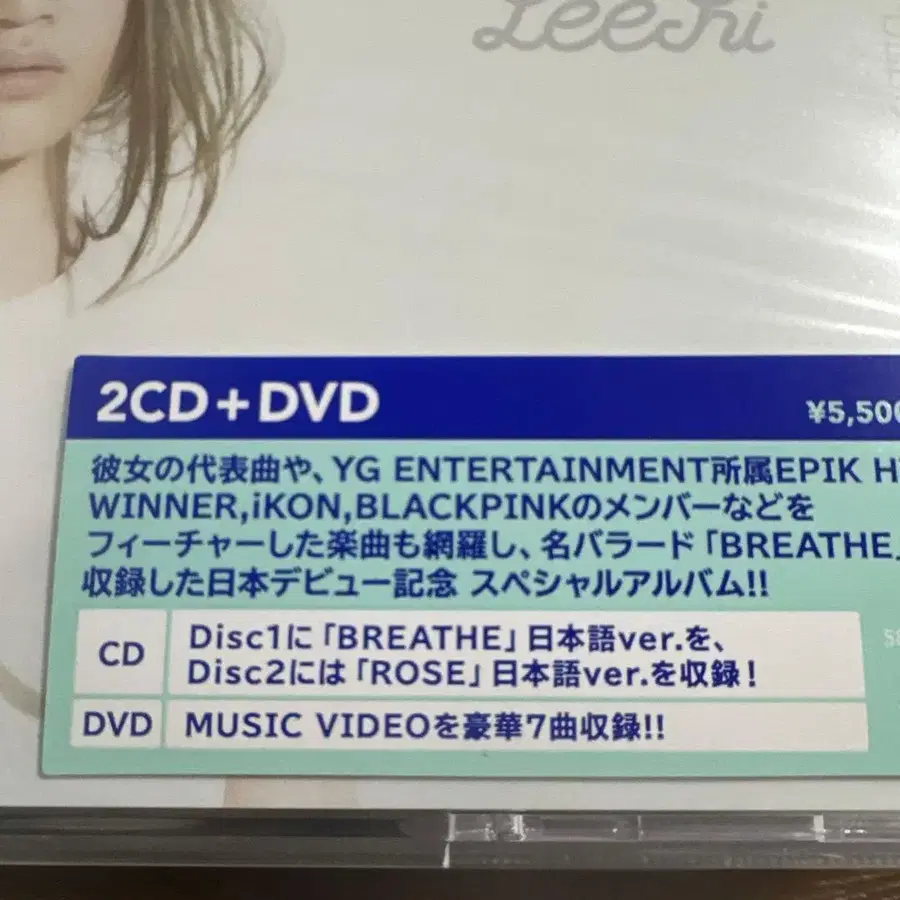 LeeHi
2CD+DVD
¥5,500
彼女の代表曲や、YG ENTERTAINMENT所属EPIK H
WINNER,iKON,BLACKPINKのメンバーなどを
フィーチャーした楽曲も網羅し、名バラード「BREATHE」
収録した日本デビュー記念 スペシャルアルバム!!
CD
Disc1に「BREATHE」日本語ver.を、
Disc2には「ROSE」日本語ver.を収録!
DVD
MUSIC VIDEOを豪華7曲収録!!